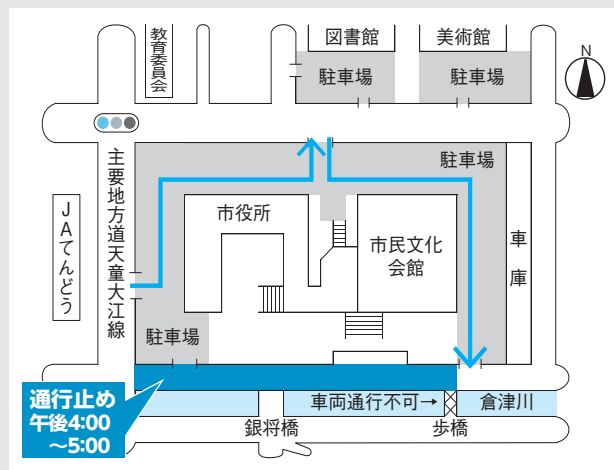 教育委員会
図書館
美術館
駐車場
駐車場
N
主要地方道天童大江線
JAてんどう
駐車場
市役所
市民文化
会館
車庫
駐車場
通行止め
午後4:00
～5:00
車両通行不可→
倉津川
銀将橋
歩橋